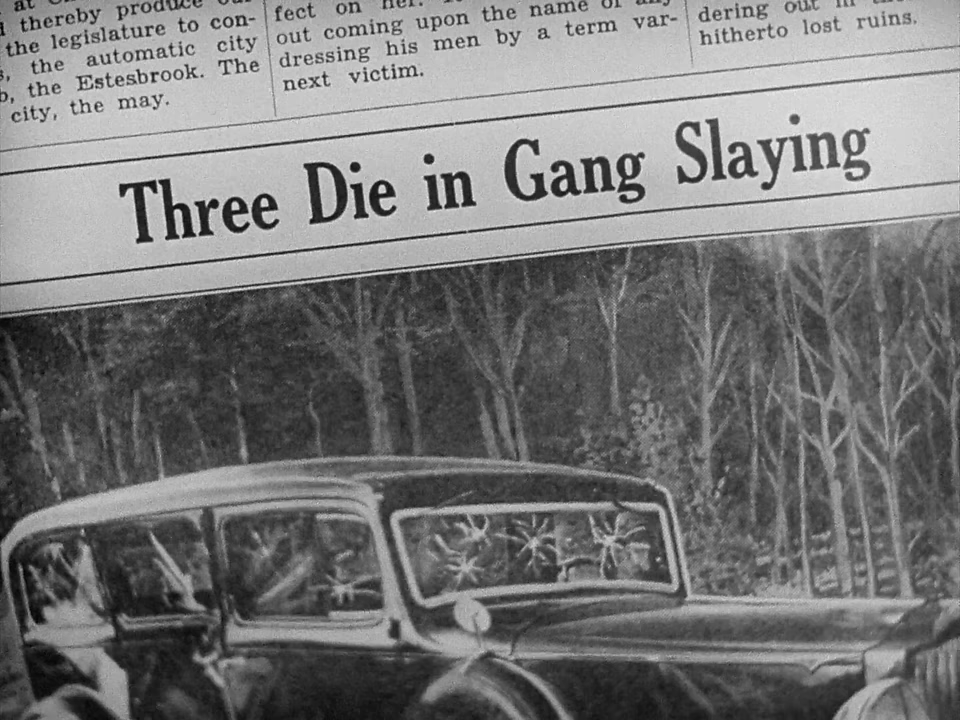 at
thereby produce
the legislature to con-
the automatic city
the Estesbrook. The
city, the may.
fect on her.
out coming upon the name of any
dressing his men by a term var-
next victim.
dering out in
hitherto lost ruins.
Three Die in Gang Slaying